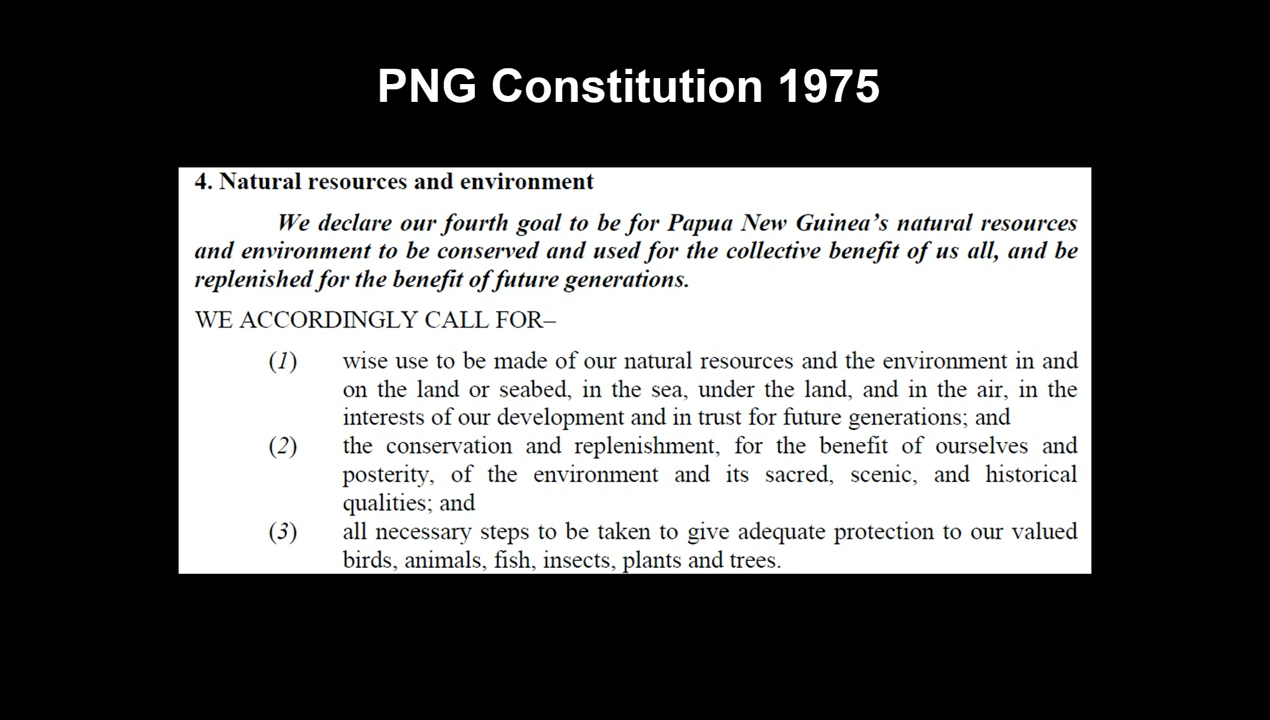 PNG Constitution 1975
4. Natural resources and environment
We declare our fourth goal to be for Papua New Guinea’s natural resources
and environment to be conserved and used for the collective benefit of us all, and be
replenished for the benefit of future generations.
WE ACCORDINGLY CALL FOR–
(1) wise use to be made of our natural resources and the environment in and
on the land or seabed, in the sea, under the land, and in the air, in the
interests of our development and in trust for future generations; and
(2) the conservation and replenishment, for the benefit of ourselves and
posterity, of the environment and its sacred, scenic, and historical
qualities; and
(3) all necessary steps to be taken to give adequate protection to our valued
birds, animals, fish, insects, plants and trees.